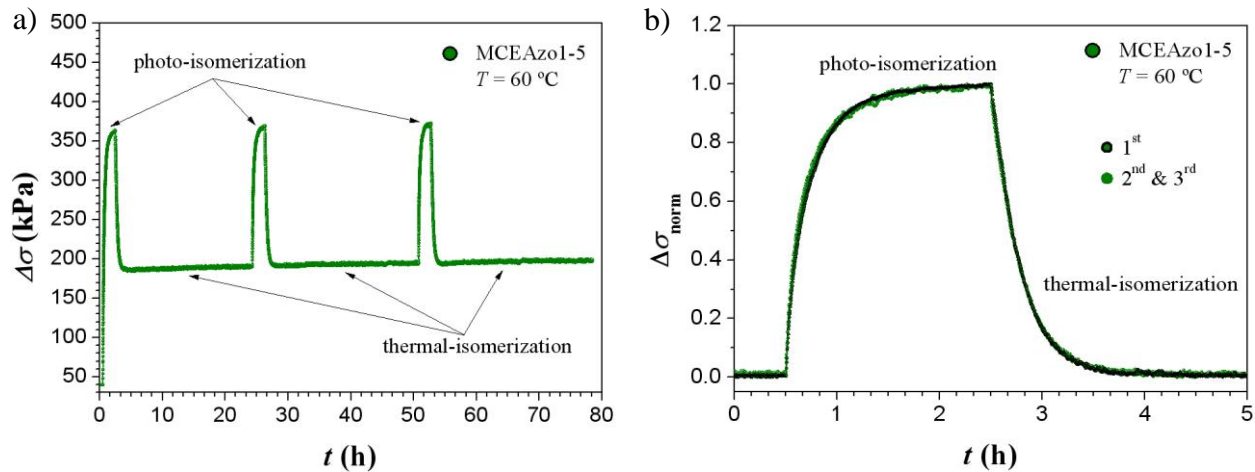 a)
500
450
400
350
300
250
200
150
100
50
Δσ (kPa)
photo-isomerization
MCEAzo1-5
T = 60 ºC
thermal-isomerization
0 10 20 30 40 50 60 70 80
t (h)
b)
1.2
1.0
0.8
0.6
0.4
0.2
0.0
Δσnorm
photo-isomerization
MCEAzo1-5
T = 60 ºC
1st
2nd & 3rd
thermal-isomerization
0 1 2 3 4 5
t (h)